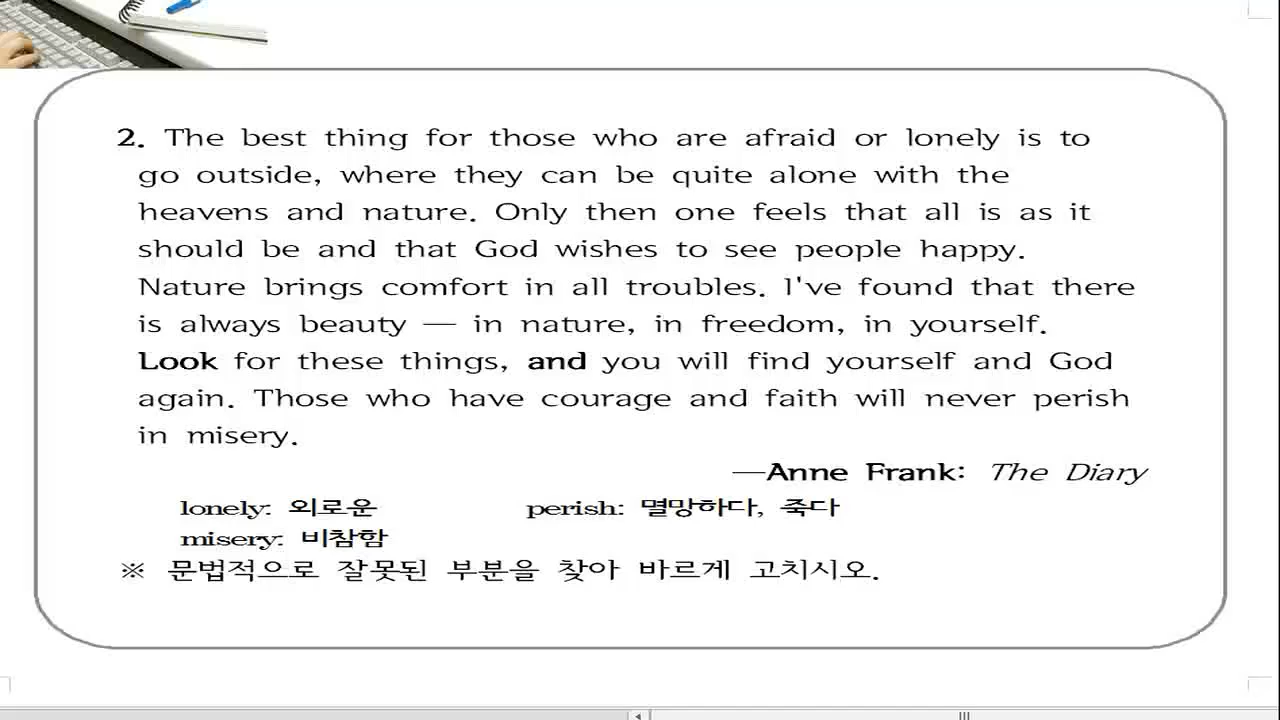 2. The best thing for those who are afraid or lonely is to
go outside, where they can be quite alone with the
heavens and nature. Only then one feels that all is as it
should be and that God wishes to see people happy.
Nature brings comfort in all troubles. I've found that there
is always beauty — in nature, in freedom, in yourself.
Look for these things, and you will find yourself and God
again. Those who have courage and faith will never perish
in misery.
—Anne Frank: The Diary
lonely: 외로운 perish: 멸망하다, 죽다
misery: 비참함
※ 문법적으로 잘못된 부분을 찾아 바르게 고치시오.